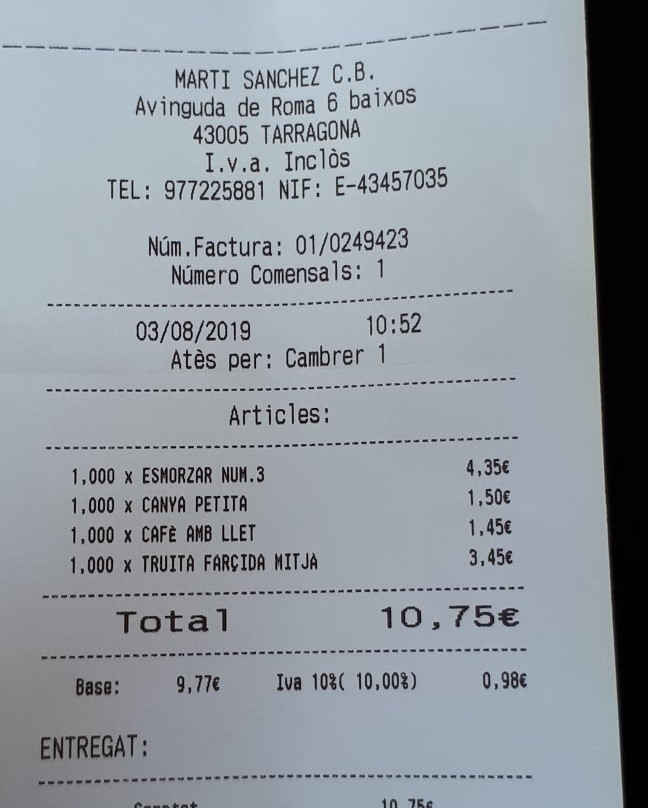 MARTI SANCHEZ C.B.
Avinguda de Roma 6 baixos
43005 TARRAGONA
I.v.a. Inclòs
TEL: 977225881 NIF: E-43457035
Núm.Factura: 01/0249423
Número Comensals: 1
03/08/2019 10:52
Atès per: Cambrer 1
Articles:
1,000 x ESMORZAR NUM.3 4,35€
1,000 x CANYA PETITA 1,50€
1,000 x CAFÈ AMB LLET 1,45€
1,000 x TRUITA FARÇIDA MITJÀ 3,45€
Total 10,75€
Base: 9,77€ Iva 10%( 10,00%) 0,98€
ENTREGAT:
10,75€